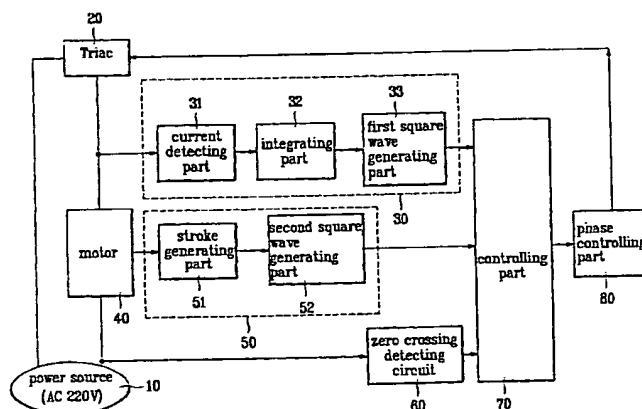 20
Triac
31
current
detecting
part
32
integrating
part
33
first square
wave
generating
part
30
motor
40
stroke
generating
part
51
second square
wave
generating
part
52
50
controlling
part
70
pinase
controlling
part
80
zero crossing
detecting
circuit
60
power source
(AC 220V)
10